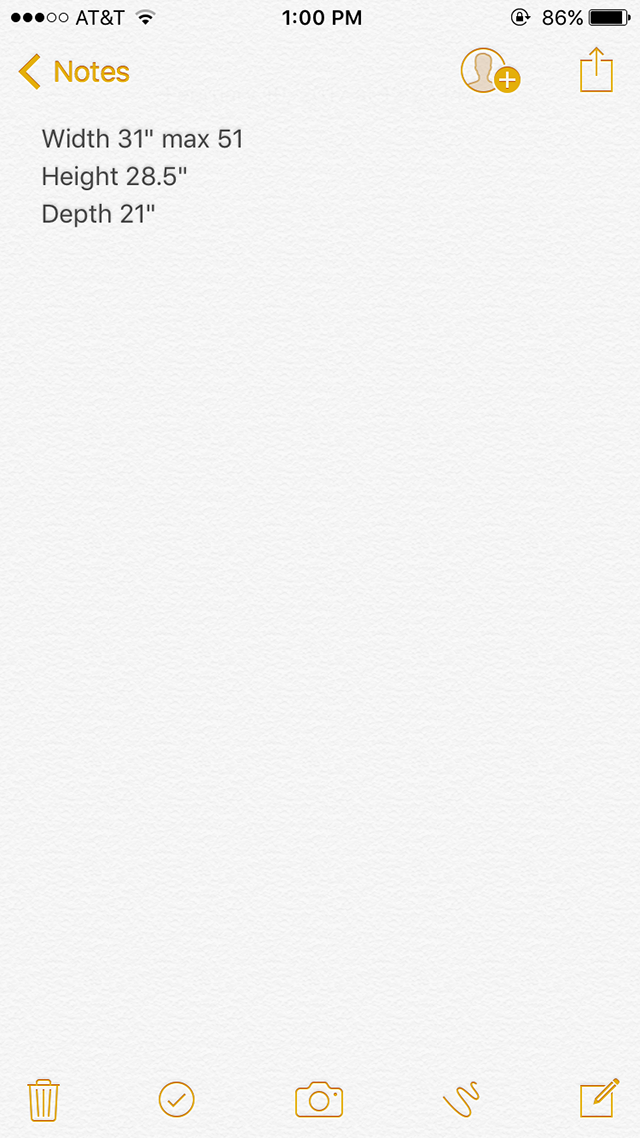 AT&T 1:00 PM 86%
Notes
Width 31" max 51
Height 28.5"
Depth 21"